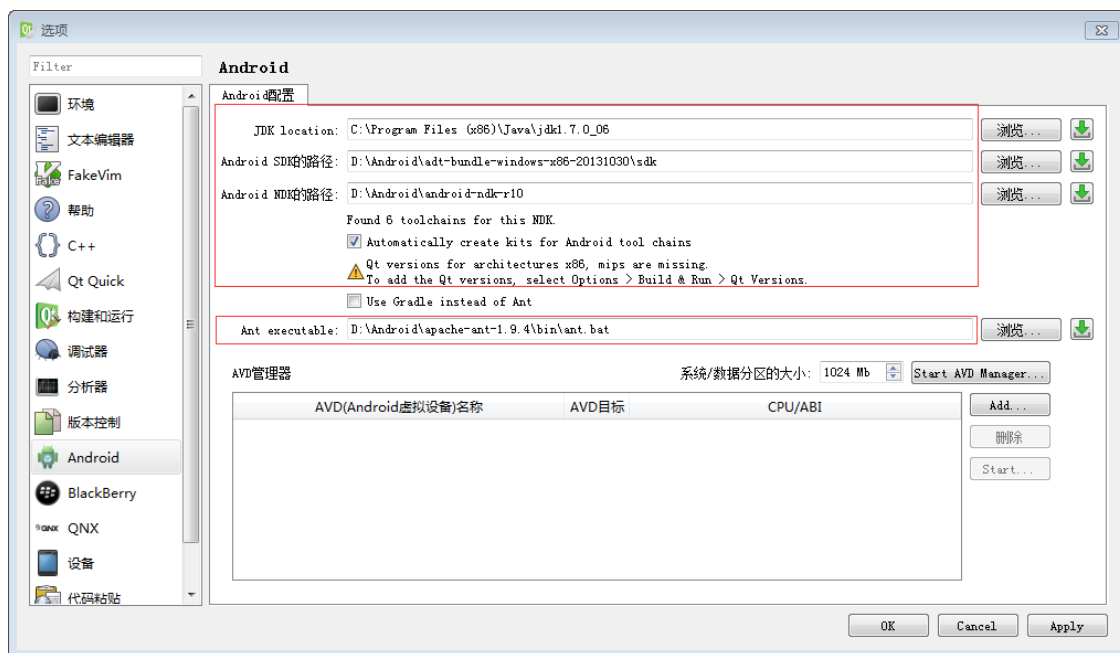 选项
Filter
环境
文本编辑器
FakeVim
帮助
C++
Qt Quick
构建和运行
调试器
分析器
版本控制
Android
BlackBerry
QNX
设备
代码粘贴
Android
Android配置
JDK location: C:\Program Files (x86)\Java\jdk1.7.0_06 浏览...
Android SDK的路径: D:\Android\adt-bundle-windows-x86-20131030\sdk 浏览...
Android NDK的路径: D:\Android\android-ndk-r10 浏览...
Found 6 toolchains for this NDK.
Automatically create kits for Android tool chains
Qt versions for architectures x86, mips are missing.
To add the Qt versions, select Options > Build & Run > Qt Versions.
Use Gradle instead of Ant
Ant executable: D:\Android\apache-ant-1.9.4\bin\ant.bat 浏览...
AVD管理器 系统/数据分区的大小: 1024 Mb Start AVD Manager...
AVD(Android虚拟设备)名称 AVD目标 CPU/ABI
Add...
删除
Start...
OK Cancel Apply